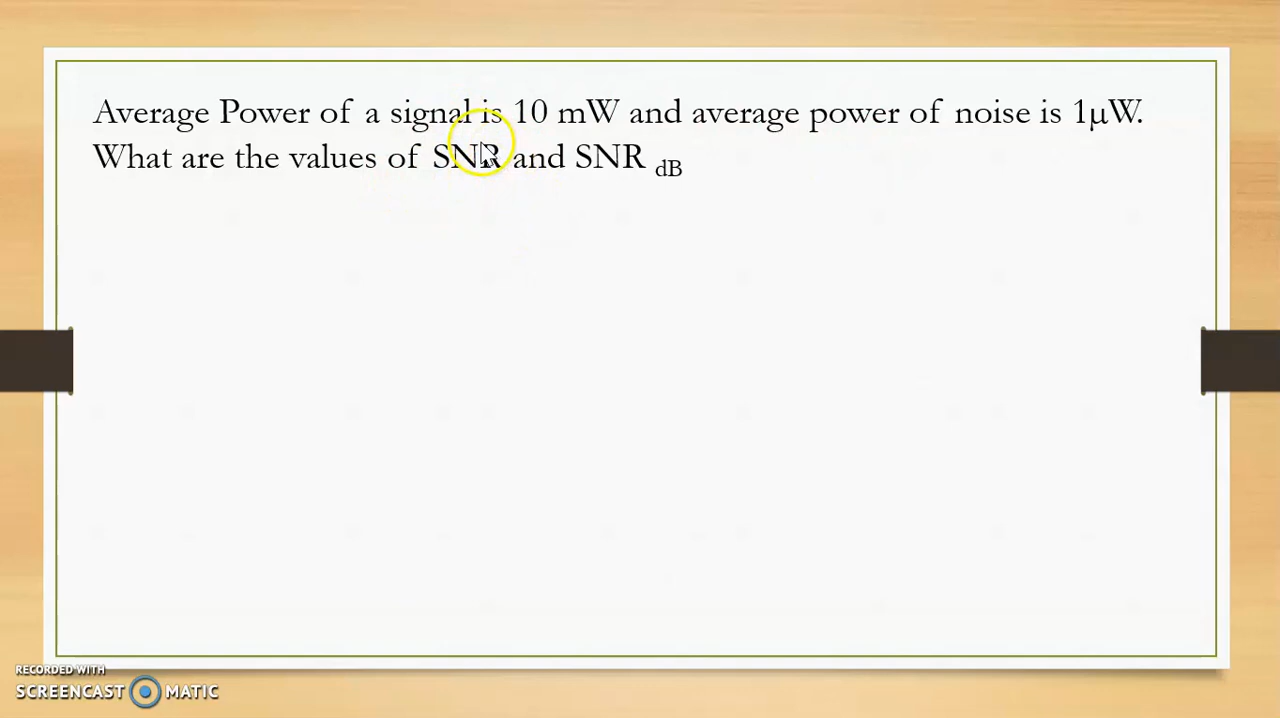 Average Power of a signal is 10 mW and average power of noise is 1μW.
What are the values of SNR and SNR dB
RECORDED WITH
SCREENCAST MATIC